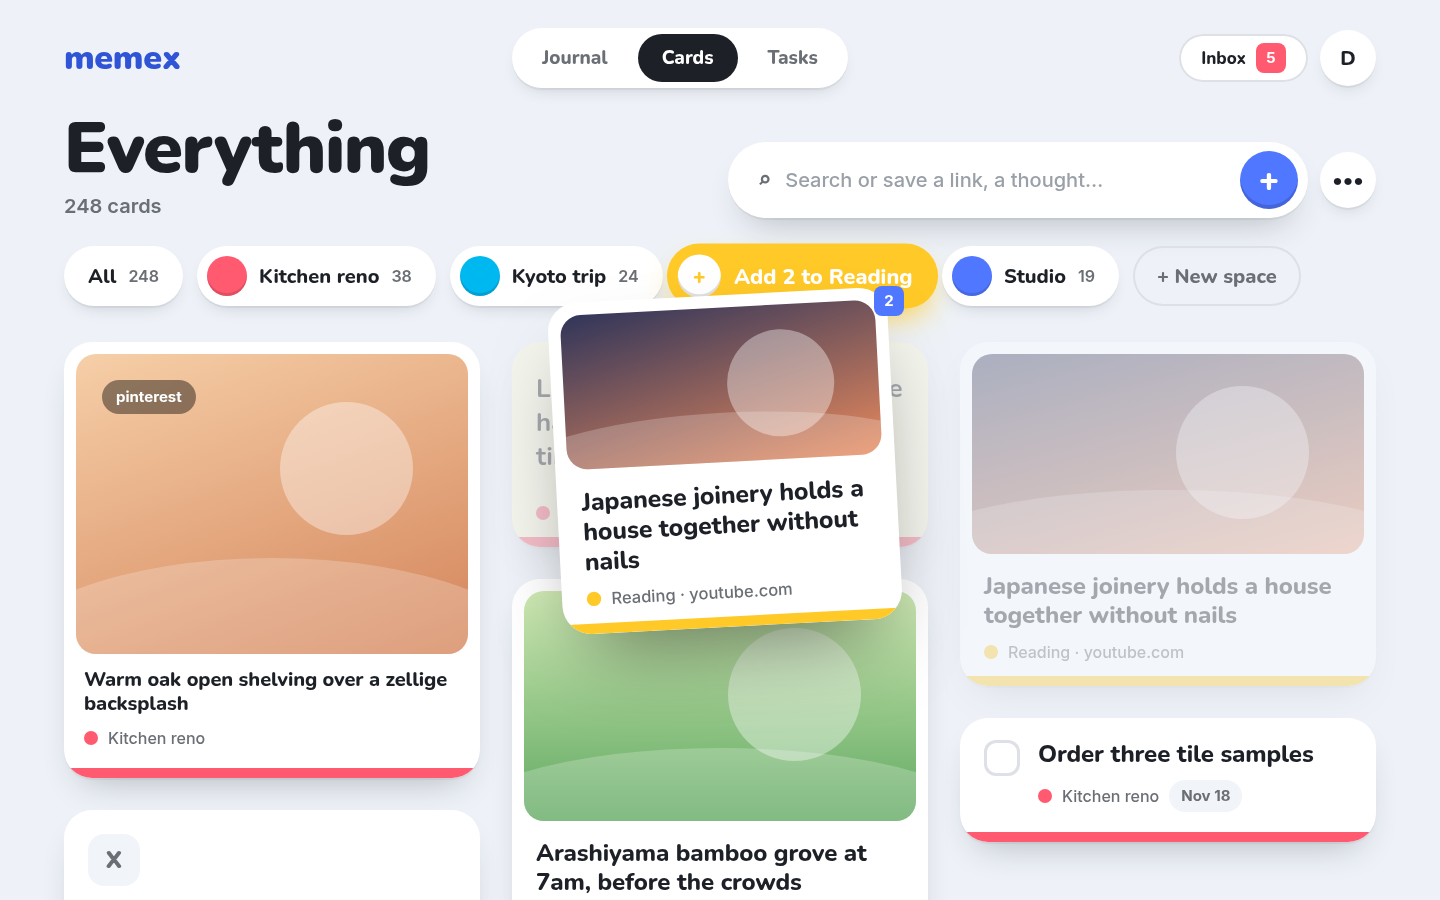 memex
Journal
Cards
Tasks
Inbox 5
D
Everything
248 cards
Search or save a link, a thought...
+
All 248
Kitchen reno 38
Kyoto trip 24
+ Add 2 to Reading
Studio 19
+ New space
2
pinterest
Warm oak open shelving over a zellige
backsplash
Kitchen reno
Japanese joinery holds a
house together without
nails
Reading · youtube.com
Arashiyama bamboo grove at
7am, before the crowds
Japanese joinery holds a house
together without nails
Reading · youtube.com
Order three tile samples
Kitchen reno Nov 18
X